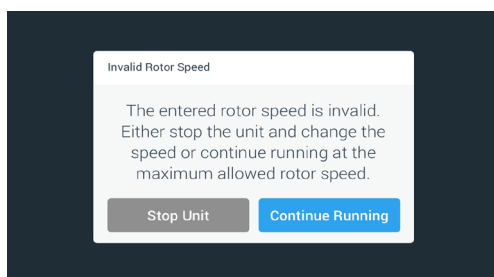 Invalid Rotor Speed
The entered rotor speed is invalid.
Either stop the unit and change the
speed or continue running at the
maximum allowed rotor speed.
Stop Unit
Continue Running